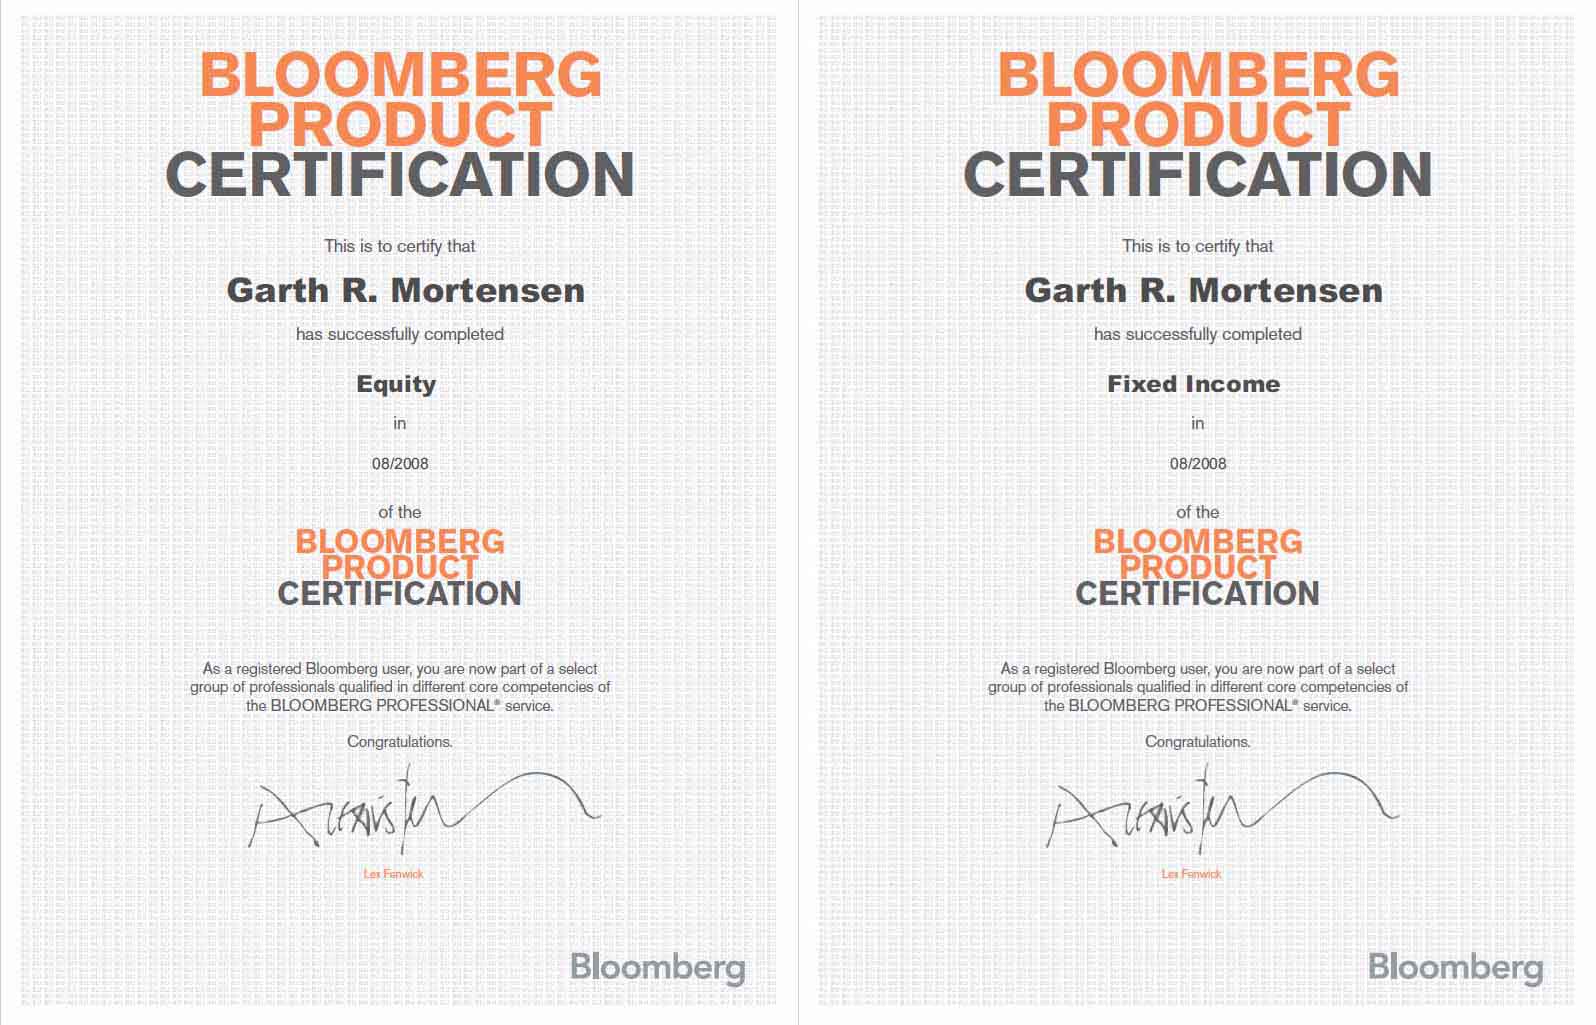 BLOOMBERG
PRODUCT
CERTIFICATION
This is to certify that
Garth R. Mortensen
has successfully completed
Equity
in
08/2008
of the
BLOOMBERG
PRODUCT
CERTIFICATION
As a registered Bloomberg user, you are now part of a select
group of professionals qualified in different core competencies of
the BLOOMBERG PROFESSIONAL® service.
Congratulations.
Lex Fenwick
Bloomberg
BLOOMBERG
PRODUCT
CERTIFICATION
This is to certify that
Garth R. Mortensen
has successfully completed
Fixed Income
in
08/2008
of the
BLOOMBERG
PRODUCT
CERTIFICATION
As a registered Bloomberg user, you are now part of a select
group of professionals qualified in different core competencies of
the BLOOMBERG PROFESSIONAL® service.
Congratulations.
Lex Fenwick
Bloomberg